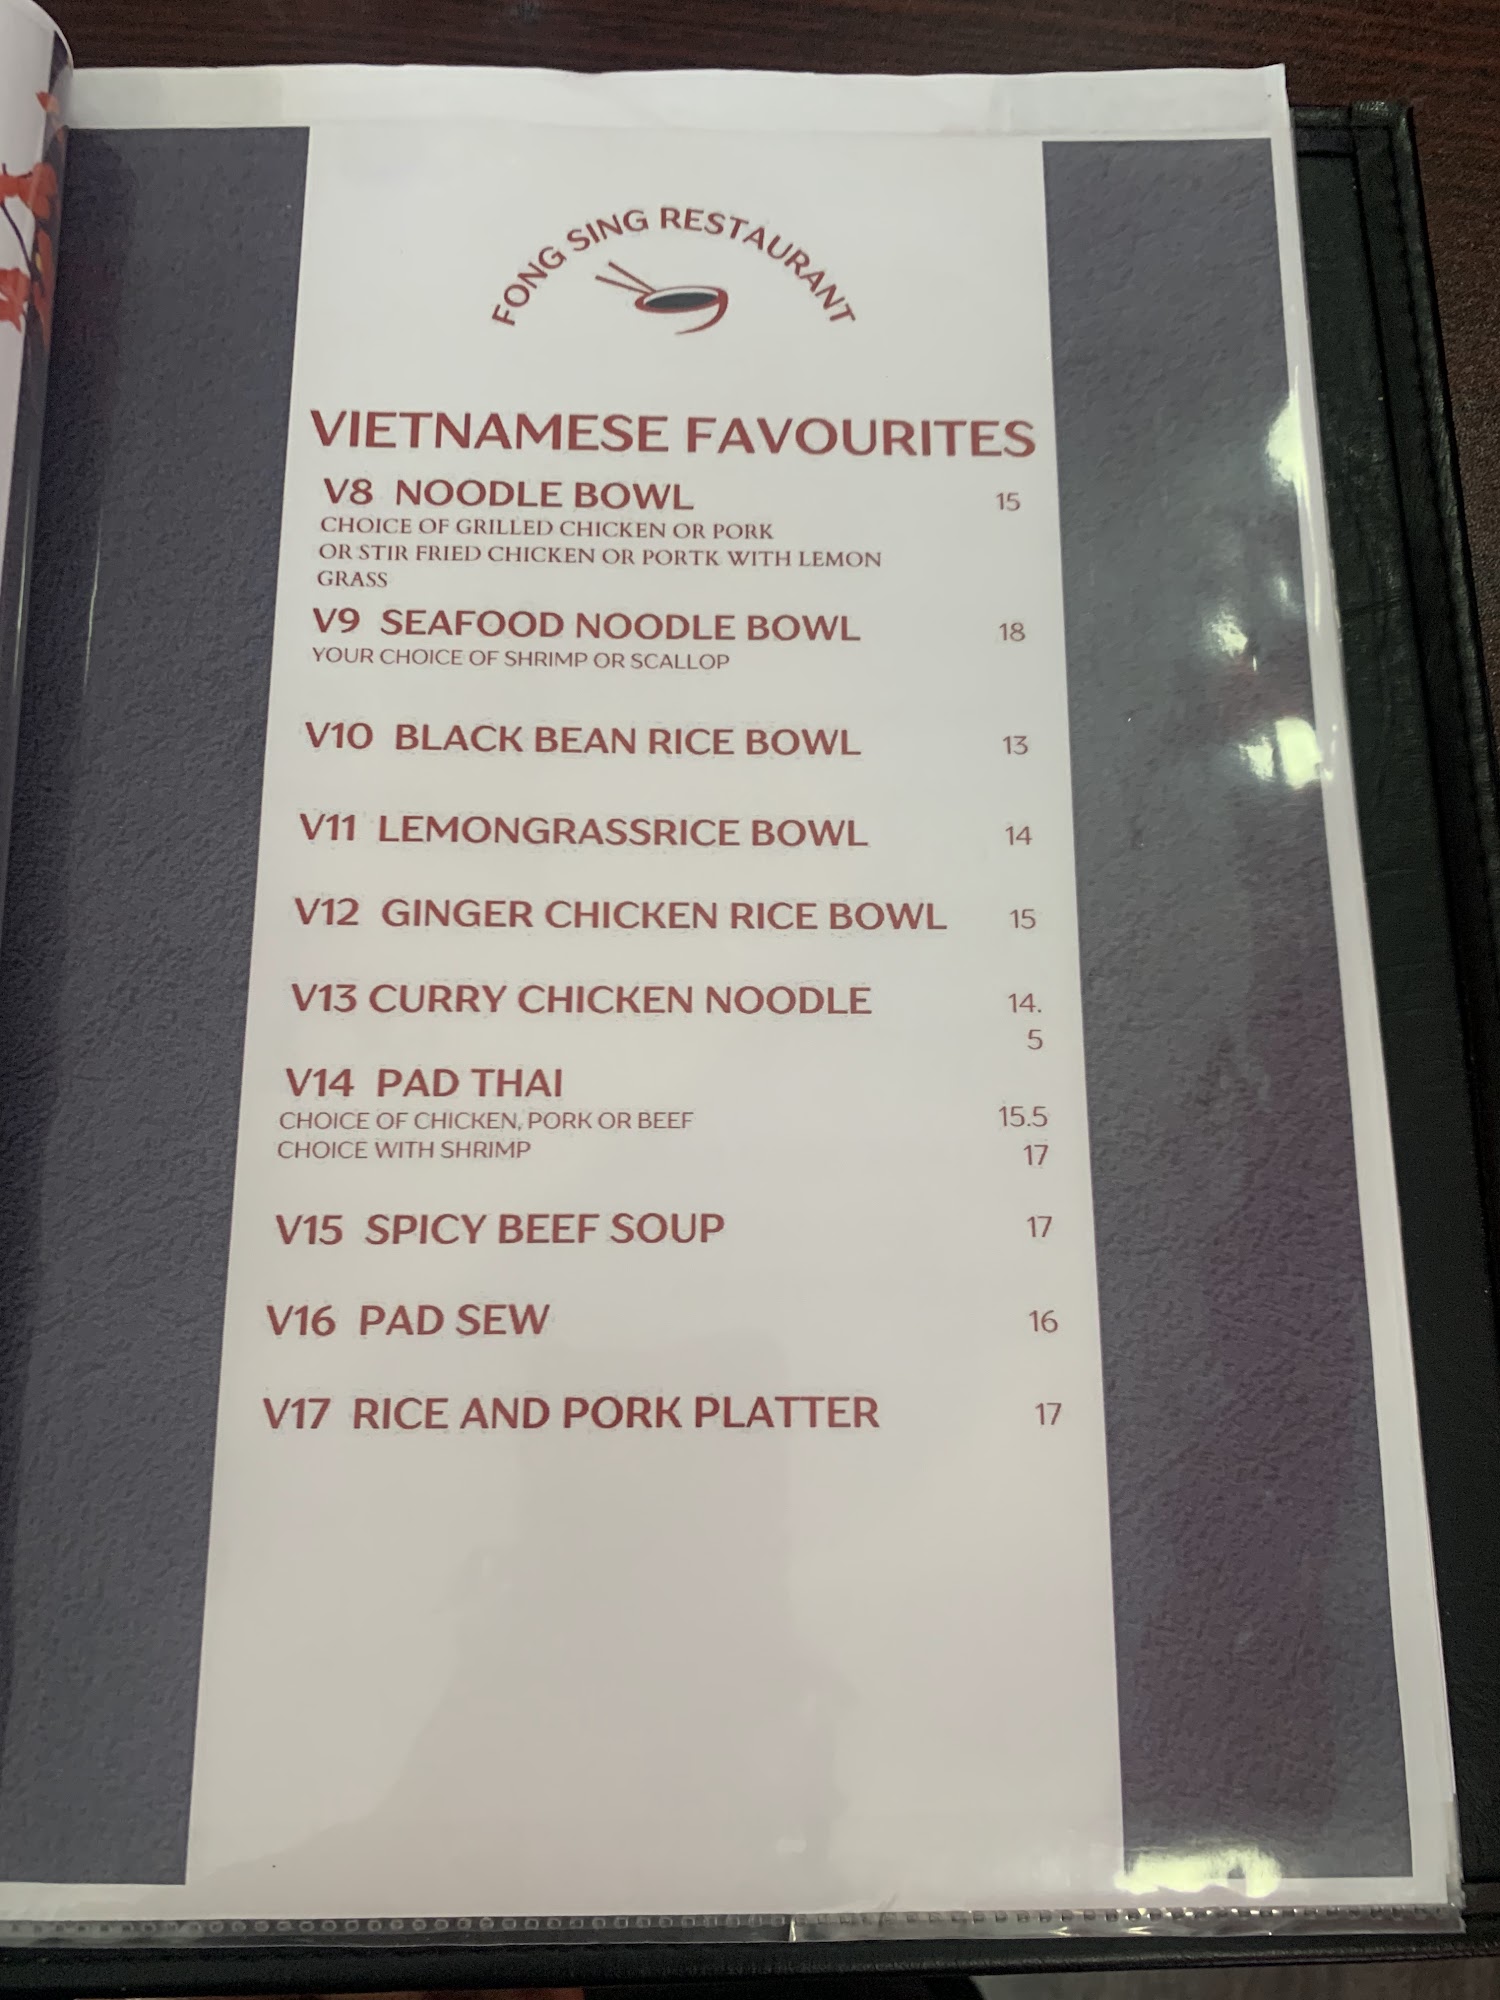 FONG SING RESTAURANT
VIETNAMESE FAVOURITES
V8 NOODLE BOWL 15
CHOICE OF GRILLED CHICKEN OR PORK
OR STIR FRIED CHICKEN OR PORTK WITH LEMON
GRASS
V9 SEAFOOD NOODLE BOWL 18
YOUR CHOICE OF SHRIMP OR SCALLOP
V10 BLACK BEAN RICE BOWL 13
V11 LEMONGRASSRICE BOWL 14
V12 GINGER CHICKEN RICE BOWL 15
V13 CURRY CHICKEN NOODLE 14.
5
V14 PAD THAI
CHOICE OF CHICKEN, PORK OR BEEF 15.5
CHOICE WITH SHRIMP 17
V15 SPICY BEEF SOUP 17
V16 PAD SEW 16
V17 RICE AND PORK PLATTER 17